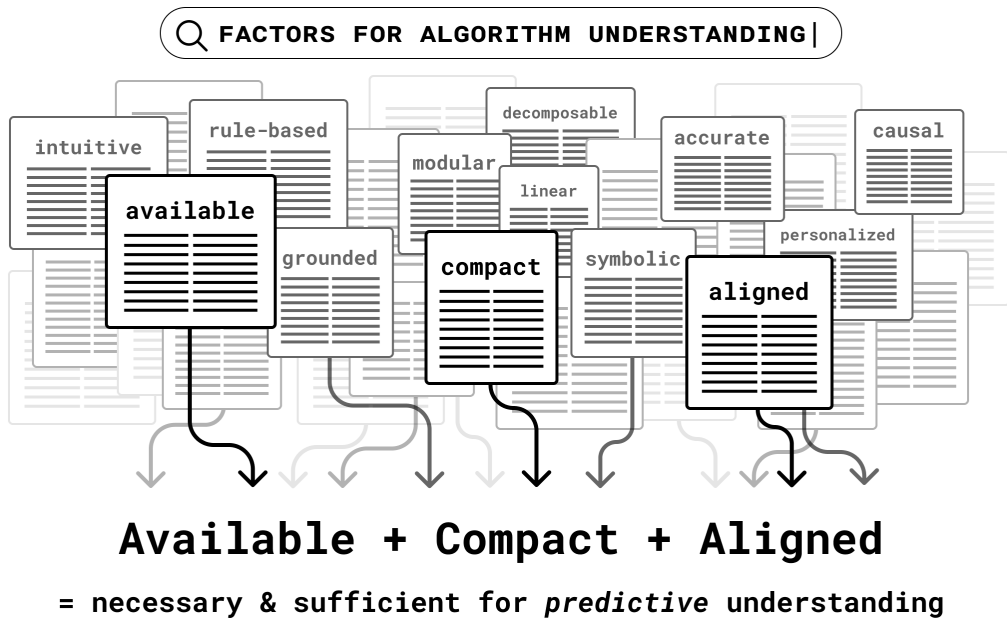 FACTORS FOR ALGORITHM UNDERSTANDING|
decomposable
rule-based
accurate
causal
intuitive
modular
linear
available
personalized
grounded
compact
symbolic
aligned
Available + Compact + Aligned
= necessary & sufficient for predictive understanding